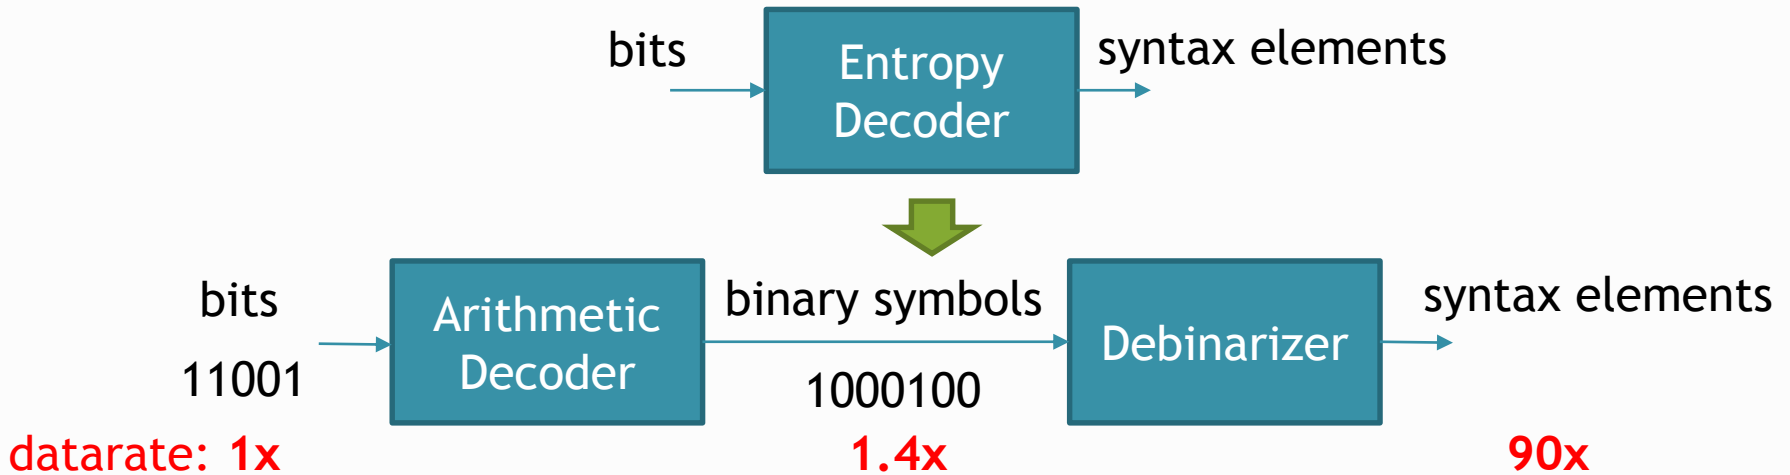 bits
Entropy
Decoder
syntax elements
bits
11001
Arithmetic
Decoder
binary symbols
1000100
Debinarizer
syntax elements
datarate: 1x
1.4x
90x